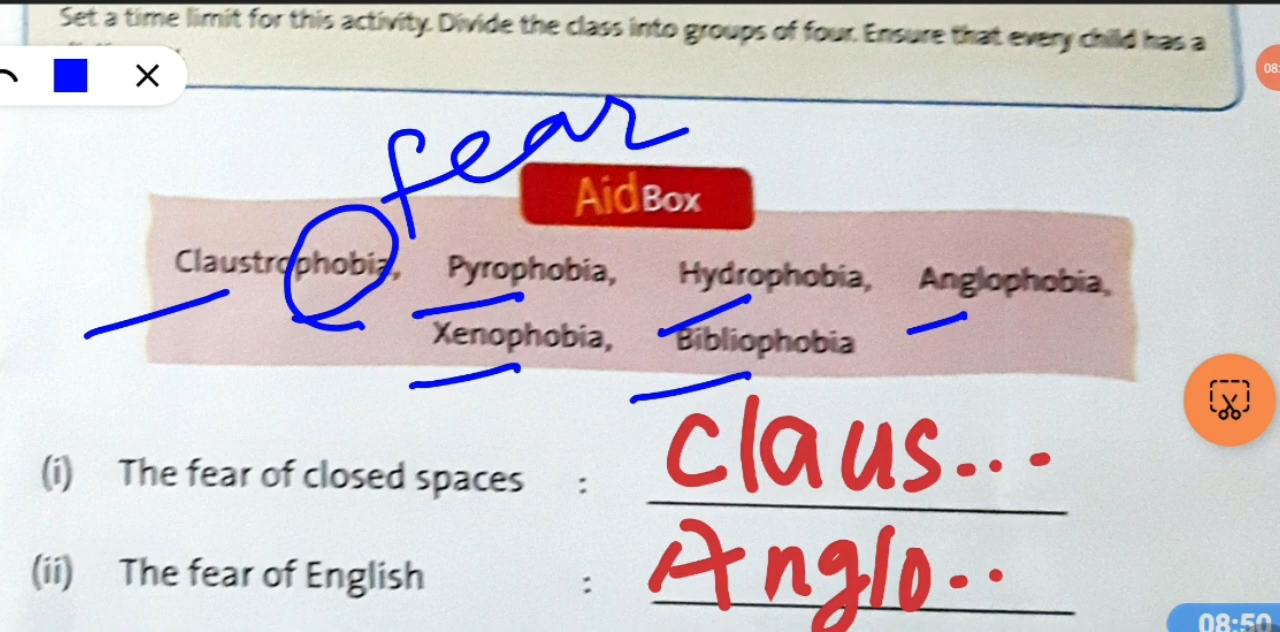 Set a time limit for this activity. Divide the class into groups of four. Ensure that every child has a
fear
Aid Box
Claustrophobia, Pyrophobia, Hydrophobia, Anglophobia,
Xenophobia, Bibliophobia
(i) The fear of closed spaces : Claus...
(ii) The fear of English : Anglo..
08:50